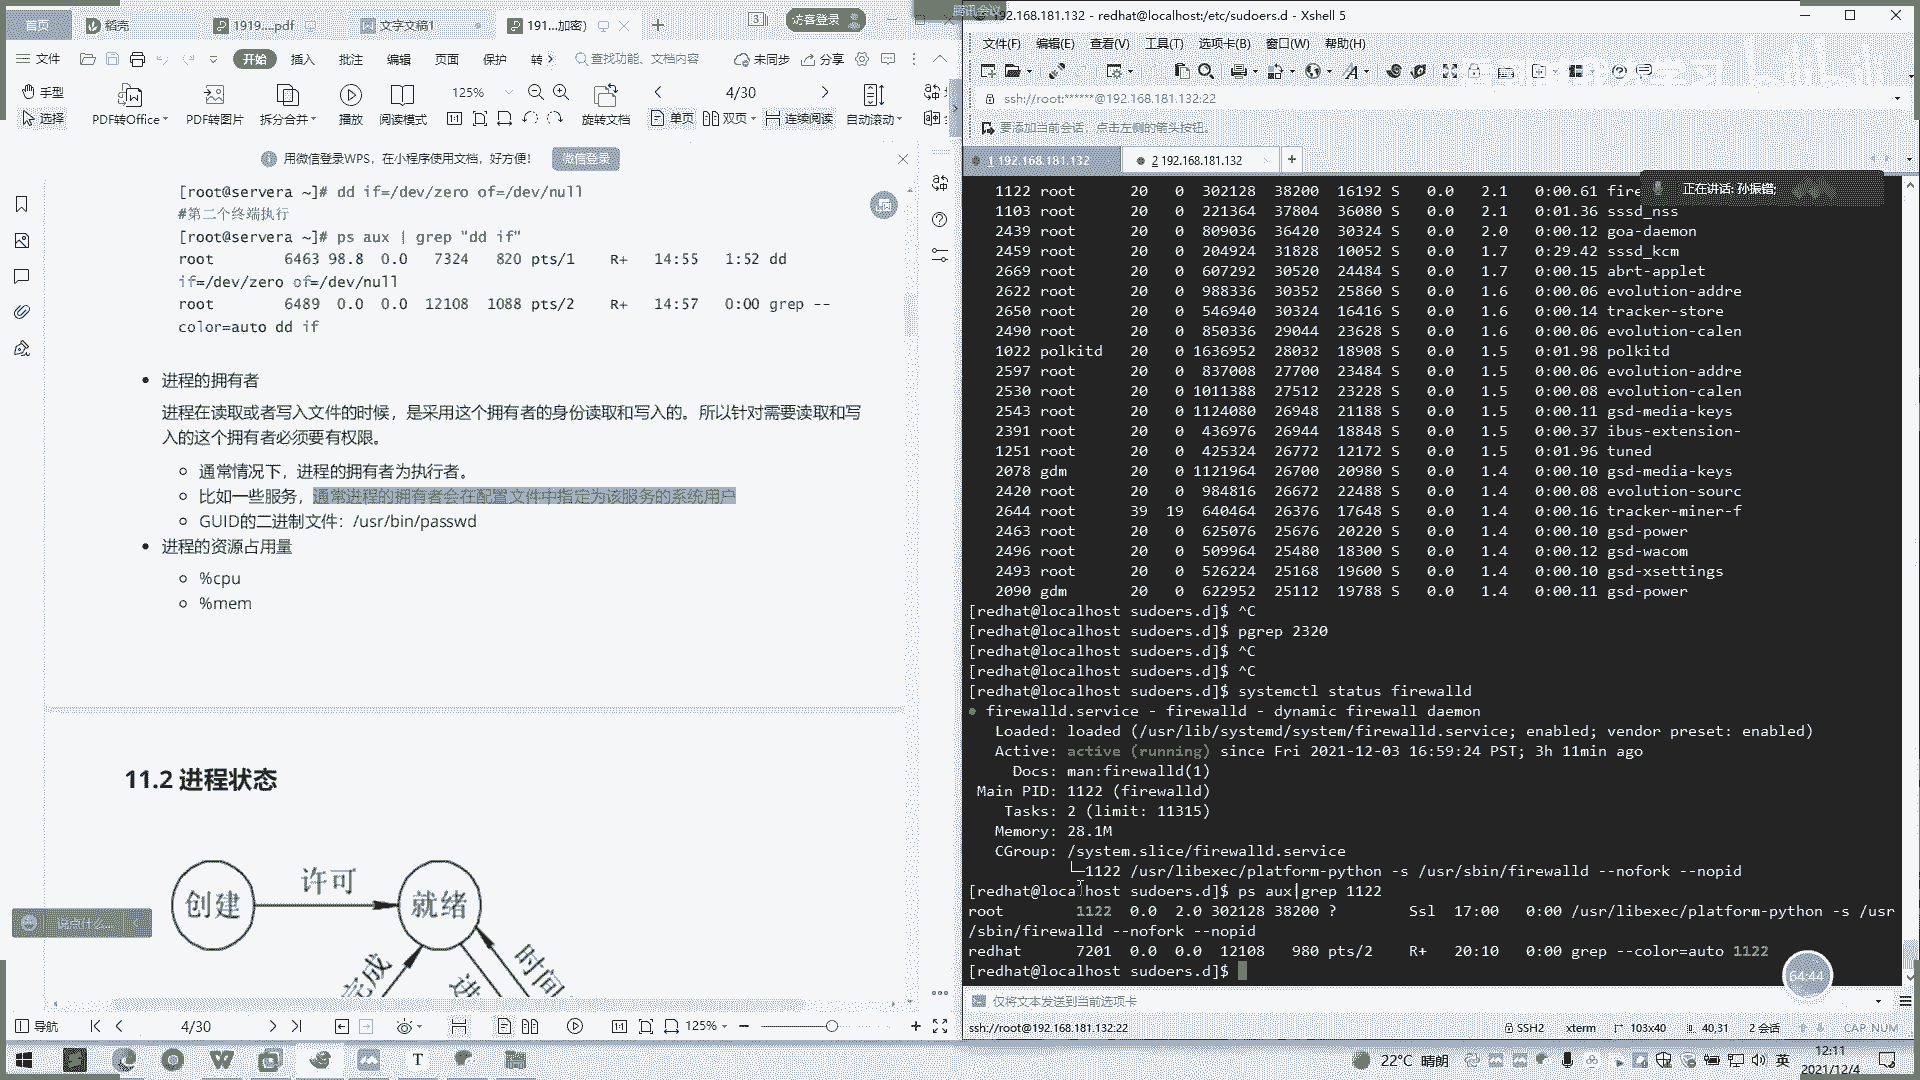 首页
稻壳
1919....pdf
文字文稿1
191...加密)
访客登录
腾讯会议
文件
开始
插入
批注
编辑
页面
保护
转
查找功能、文档内容
未同步
分享
手型
选择
PDF转Office
PDF转图片
拆分合并
播放
阅读模式
125%
旋转文档
4/30
单页
双页
连续阅读
自动滚动
用微信登录WPS，在小程序使用文档，好方便！
微信登录
[root@servera ~]# dd if=/dev/zero of=/dev/null
#第二个终端执行
[root@servera ~]# ps aux | grep "dd if"
root 6463 98.8 0.0 7324 820 pts/1 R+ 14:55 1:52 dd
if=/dev/zero of=/dev/null
root 6489 0.0 0.0 12108 1088 pts/2 R+ 14:57 0:00 grep --
color=auto dd if
• 进程的拥有者
进程在读取或者写入文件的时候，是采用这个拥有者的身份读取和写入的。所以针对需要读取和写
入的这个拥有者必须要有权限。
通常情况下，进程的拥有者为执行者。
比如一些服务，通常进程的拥有者会在配置文件中指定为该服务的系统用户
GUID的二进制文件：/usr/bin/passwd
• 进程的资源占用量
%cpu
%mem
11.2 进程状态
创建
许可
就绪
完成
进
时间
说点什么...
导航
4/30
125%
192.168.181.132 - redhat@localhost:/etc/sudoers.d - Xshell 5
文件(F) 编辑(E) 查看(V) 工具(T) 选项卡(B) 窗口(W) 帮助(H)
ssh://root:******@192.168.181.132:22
要添加当前会话，点击左侧的箭头按钮。
1 192.168.181.132
2 192.168.181.132
正在讲话: 孙振锴;
1122 root 20 0 302128 38200 16192 S 0.0 2.1 0:00.61 fire
1103 root 20 0 221364 37804 36080 S 0.0 2.1 0:01.36 sssd_nss
2439 root 20 0 809036 36420 30324 S 0.0 2.0 0:00.12 goa-daemon
2459 root 20 0 204924 31828 10052 S 0.0 1.7 0:29.42 sssd_kcm
2669 root 20 0 607292 30520 24484 S 0.0 1.7 0:00.15 abrt-applet
2622 root 20 0 988336 30352 25860 S 0.0 1.6 0:00.06 evolution-addre
2650 root 20 0 546940 30324 16416 S 0.0 1.6 0:00.14 tracker-store
2490 root 20 0 850336 29044 23628 S 0.0 1.6 0:00.06 evolution-calen
1022 polkitd 20 0 1636952 28032 18908 S 0.0 1.5 0:01.98 polkitd
2597 root 20 0 837008 27700 23484 S 0.0 1.5 0:00.06 evolution-addre
2530 root 20 0 1011388 27512 23228 S 0.0 1.5 0:00.08 evolution-calen
2543 root 20 0 1124080 26948 21188 S 0.0 1.5 0:00.11 gsd-media-keys
2391 root 20 0 436976 26944 18848 S 0.0 1.5 0:00.37 ibus-extension-
1251 root 20 0 425324 26772 12172 S 0.0 1.5 0:01.96 tuned
2078 gdm 20 0 1121964 26700 20980 S 0.0 1.4 0:00.10 gsd-media-keys
2420 root 20 0 984816 26672 22488 S 0.0 1.4 0:00.08 evolution-sourc
2644 root 39 19 640464 26376 17648 S 0.0 1.4 0:00.16 tracker-miner-f
2463 root 20 0 625076 25676 20220 S 0.0 1.4 0:00.10 gsd-power
2496 root 20 0 509964 25480 18300 S 0.0 1.4 0:00.12 gsd-wacom
2493 root 20 0 526224 25168 19600 S 0.0 1.4 0:00.10 gsd-xsettings
2090 gdm 20 0 622952 25112 19788 S 0.0 1.4 0:00.11 gsd-power
[redhat@localhost sudoers.d]$ ^C
[redhat@localhost sudoers.d]$ pgrep 2320
[redhat@localhost sudoers.d]$ ^C
[redhat@localhost sudoers.d]$ ^C
[redhat@localhost sudoers.d]$ systemctl status firewalld
● firewalld.service - firewalld - dynamic firewall daemon
Loaded: loaded (/usr/lib/systemd/system/firewalld.service; enabled; vendor preset: enabled)
Active: active (running) since Fri 2021-12-03 16:59:24 PST; 3h 11min ago
Docs: man:firewalld(1)
Main PID: 1122 (firewalld)
Tasks: 2 (limit: 11315)
Memory: 28.1M
CGroup: /system.slice/firewalld.service
└─1122 /usr/libexec/platform-python -s /usr/sbin/firewalld --nofork --nopid
[redhat@localhost sudoers.d]$ ps aux|grep 1122
root 1122 0.0 2.0 302128 38200 ? Ssl 17:00 0:00 /usr/libexec/platform-python -s /usr
/sbin/firewalld --nofork --nopid
redhat 7201 0.0 0.0 12108 980 pts/2 R+ 20:10 0:00 grep --color=auto 1122
[redhat@localhost sudoers.d]$
64:44
仅将文本发送到当前选项卡
ssh://root@192.168.181.132:22
SSH2 xterm 103x40 40,31 2 会话 CAP NUM
22°C 晴朗
英
12:11
2021/12/4